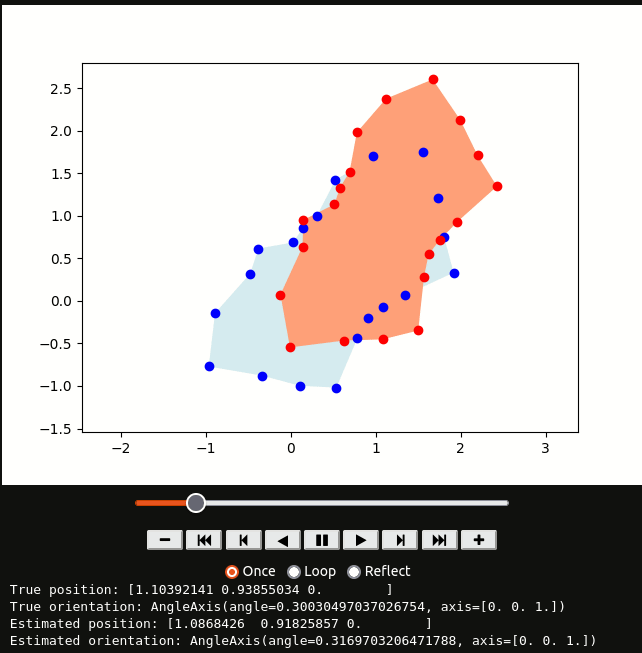 2.5
2.0
1.5
1.0
0.5
0.0
−0.5
−1.0
−1.5
−2 −1 0 1 2 3
Once Loop Reflect
True position: [1.10392141 0.93855034 0. ]
True orientation: AngleAxis(angle=0.30030497037026754, axis=[0. 0. 1.])
Estimated position: [1.0868426 0.91825857 0. ]
Estimated orientation: AngleAxis(angle=0.3169703206471788, axis=[0. 0. 1.])